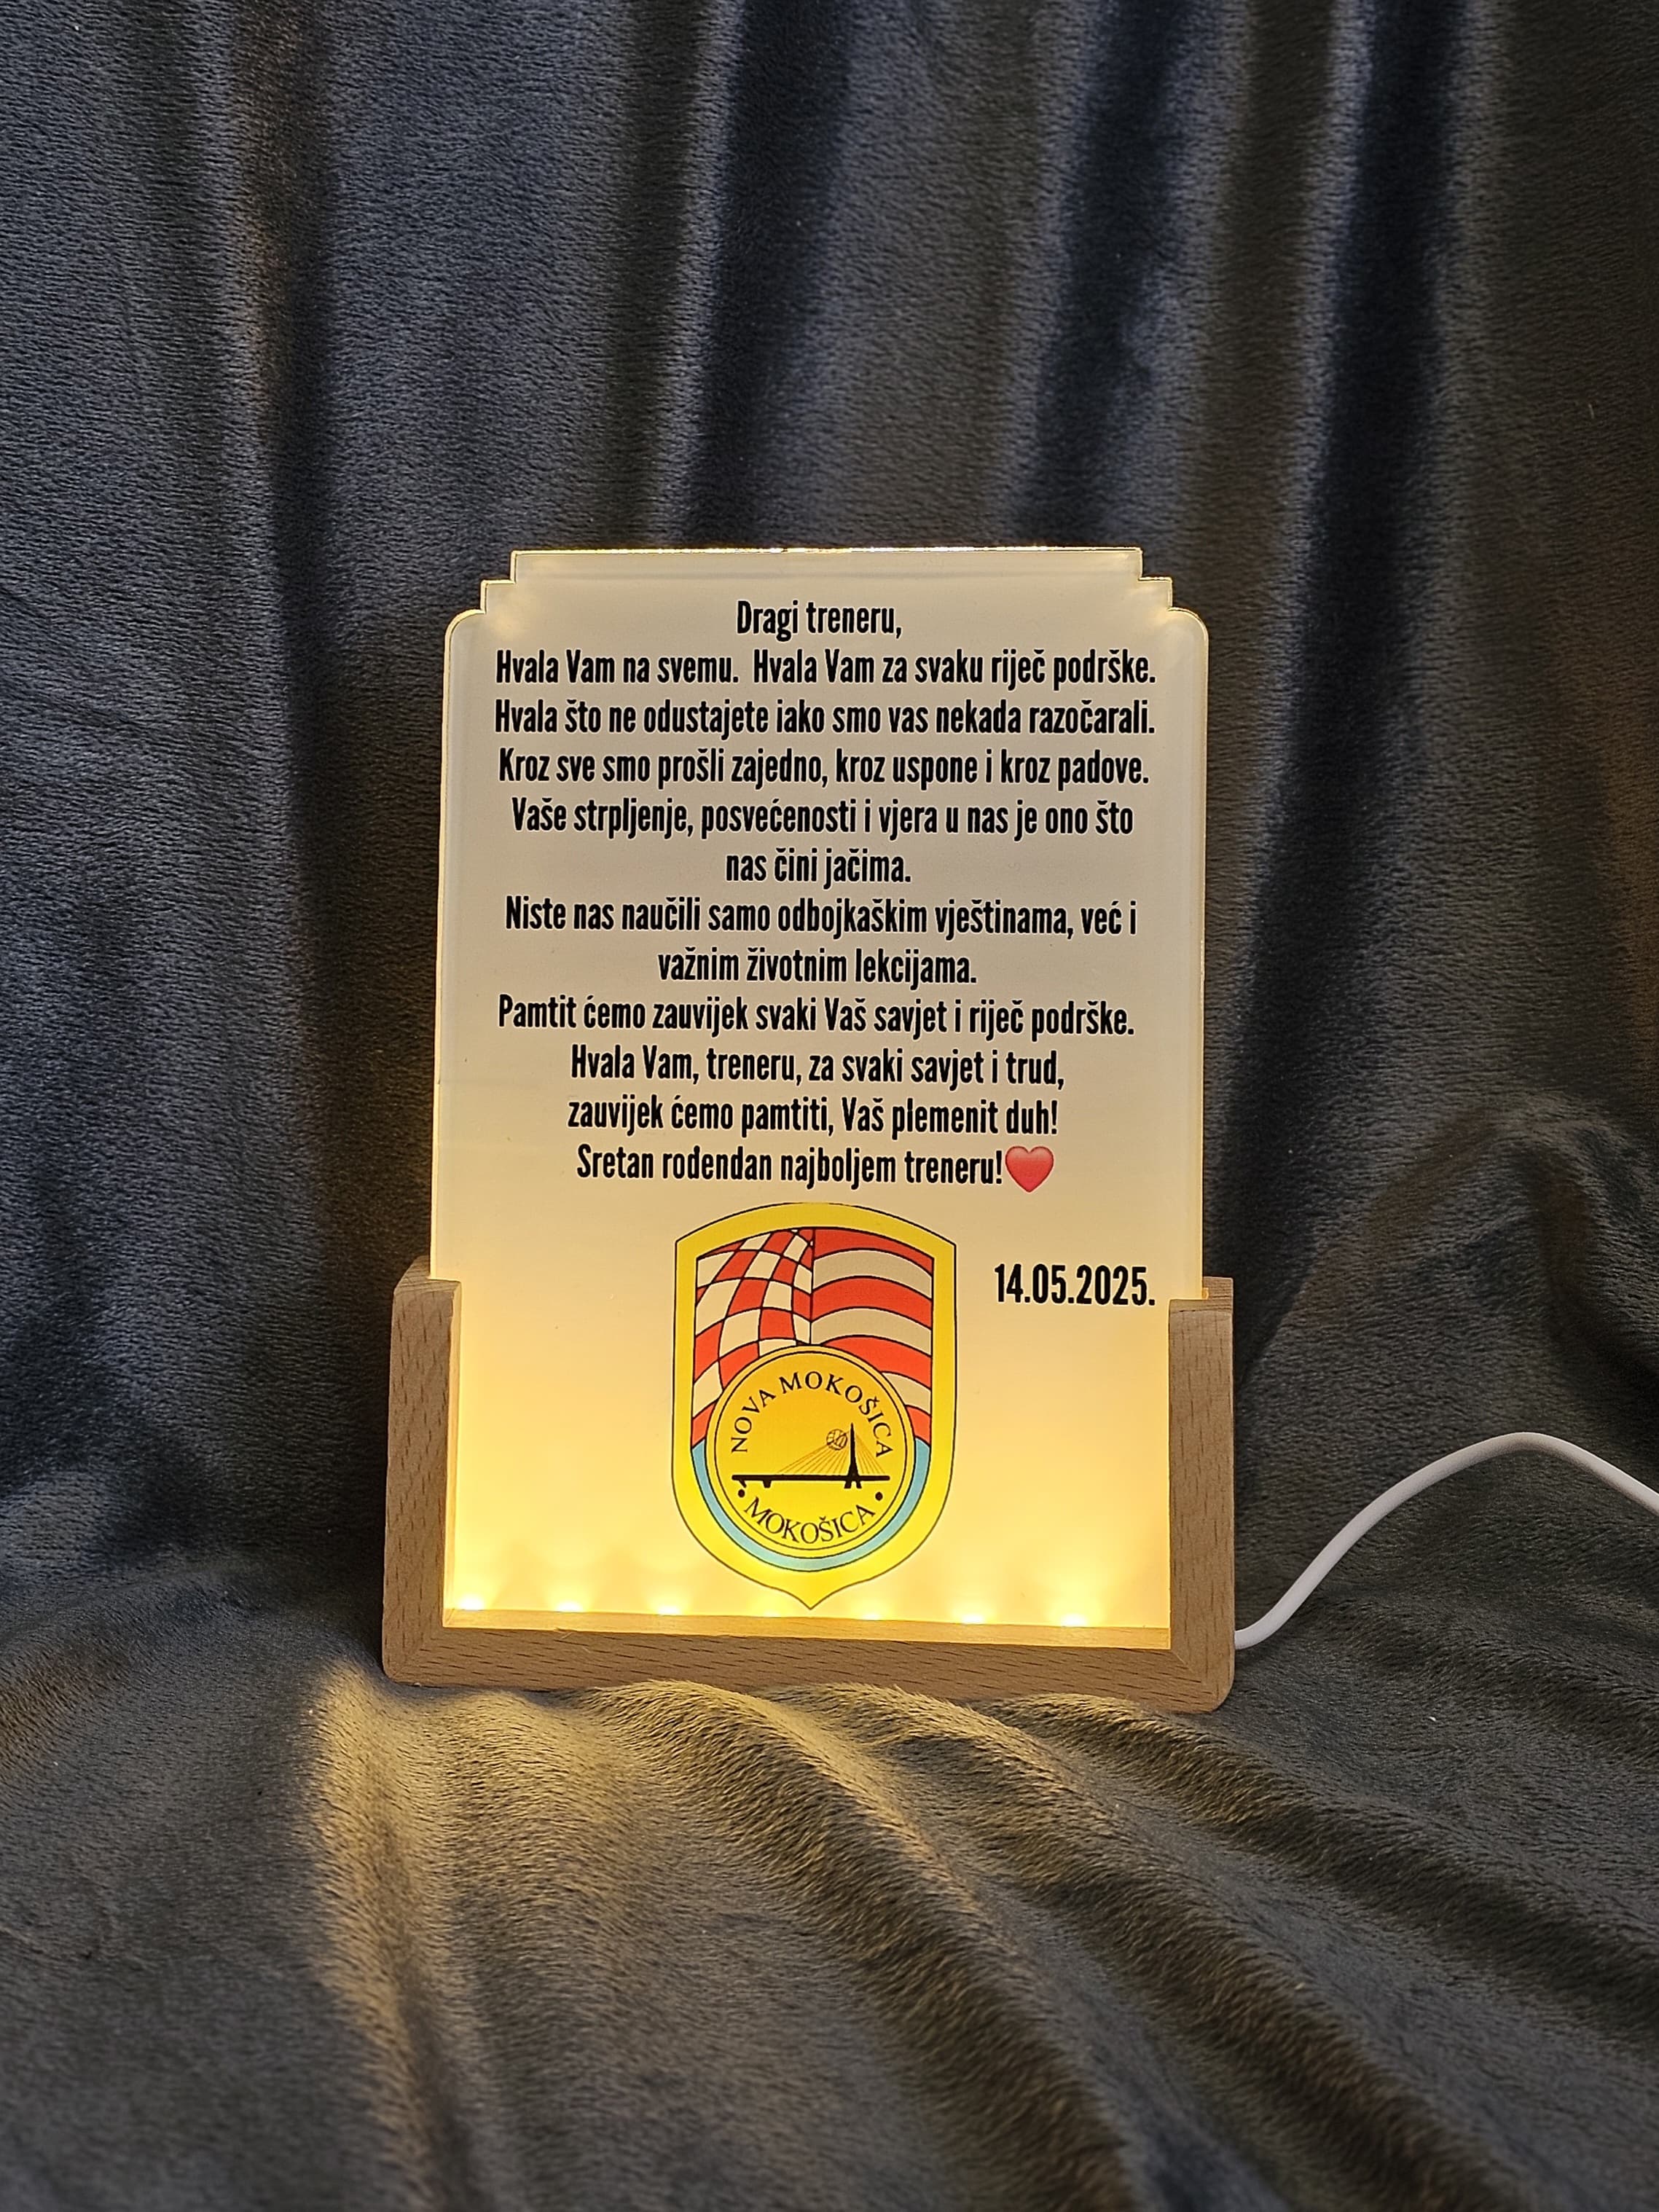 Dragi treneru,
Hvala Vam na svemu. Hvala Vam za svaku riječ podrške.
Hvala što ne odustajete iako smo vas nekada razočarali.
Kroz sve smo prošli zajedno, kroz uspone i kroz padove.
Vaše strpljenje, posvećenosti i vjera u nas je ono što
nas čini jačima.
Niste nas naučili samo odbojkaškim vještinama, već i
važnim životnim lekcijama.
Pamtit ćemo zauvijek svaki Vaš savjet i riječ podrške.
Hvala Vam, treneru, za svaki savjet i trud,
zauvijek ćemo pamtiti, Vaš plemenit duh!
Sretan rođendan najboljem treneru!❤️
14.05.2025.
NOVA MOKOŠICA
• MOKOŠICA •